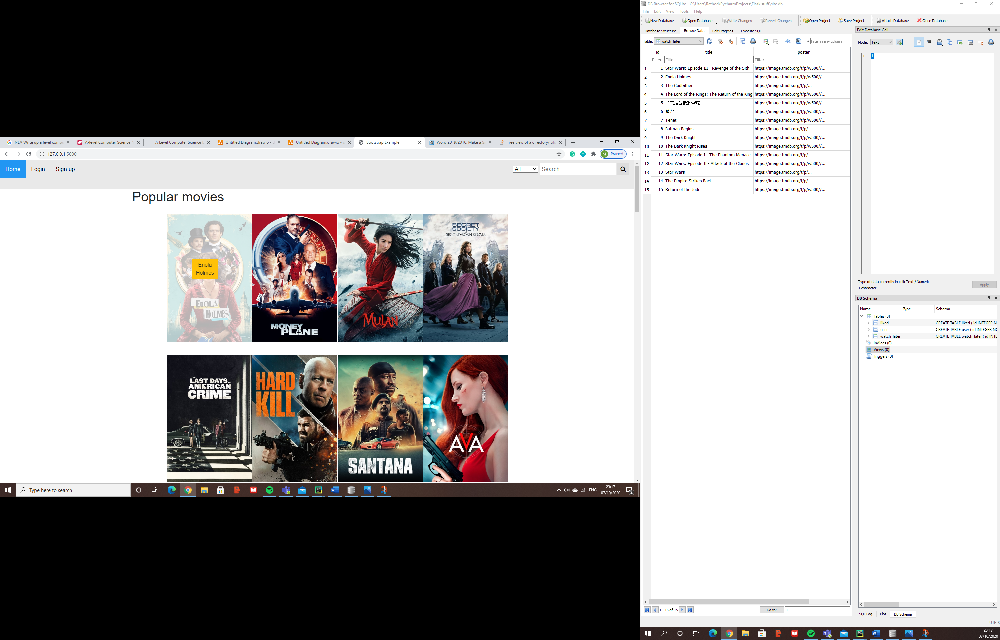 NEA Write up a level compu
A-level Computer Science N
A Level Computer Science E
Untitled Diagram.drawio - d
Untitled Diagram.drawio - d
Bootstrap Example
Word 2019/2016: Make a S
Tree view of a directory/fold
127.0.0.1:5000
M Paused
Home Login Sign up
All
Search
Popular movies
Enola
Holmes
ENOLA
HOLMES
MONEY
PLANE
MULAN
SECRET
SOCIETY
OF
SECOND-BORN ROYALS
THE
LAST DAYS OF
AMERICAN
CRIME
HARD
KILL
DNIC
DNIC
SANTANA
AVA
Type here to search
ENG
23:17
07/10/2020
2
DB Browser for SQLite - C:\Users\Rathod\PycharmProjects\Flask stuff\site.db
File Edit View Tools Help
New Database Open Database Write Changes Revert Changes Open Project Save Project Attach Database Close Database
Database Structure Browse Data Edit Pragmas Execute SQL
Table: watch_later
Filter in any column
id title poster
Filter Filter Filter
1 1 Star Wars: Episode III - Revenge of the Sith https://image.tmdb.org/t/p/w500//...
2 2 Enola Holmes https://image.tmdb.org/t/p/w500//...
3 3 The Godfather https://image.tmdb.org/t/p/...
4 4 The Lord of the Rings: The Return of the King https://image.tmdb.org/t/p/w500//...
5 5 平成狸合戦ぽんぽこ https://image.tmdb.org/t/p/w500//...
6 6 협상 https://image.tmdb.org/t/p/w500//...
7 7 Tenet https://image.tmdb.org/t/p/w500//...
8 8 Batman Begins https://image.tmdb.org/t/p/...
9 9 The Dark Knight https://image.tmdb.org/t/p/w500//...
10 10 The Dark Knight Rises https://image.tmdb.org/t/p/w500//...
11 11 Star Wars: Episode I - The Phantom Menace https://image.tmdb.org/t/p/...
12 12 Star Wars: Episode II - Attack of the Clones https://image.tmdb.org/t/p/w500//...
13 13 Star Wars https://image.tmdb.org/t/p/...
14 14 The Empire Strikes Back https://image.tmdb.org/t/p/...
15 15 Return of the Jedi https://image.tmdb.org/t/p/w500//...
1 - 15 of 15
Go to: 1
Edit Database Cell
Mode: Text
1 1
Type of data currently in cell: Text / Numeric
1 character
Apply
DB Schema
Name Type Schema
Tables (3)
liked CREATE TABLE liked ( id INTEGER N
user CREATE TABLE user ( id INTEGER NO
watch_later CREATE TABLE watch_later ( id INTE
Indices (0)
Views (0)
Triggers (0)
SQL Log Plot DB Schema
UTF-8
23:17
07/10/2020